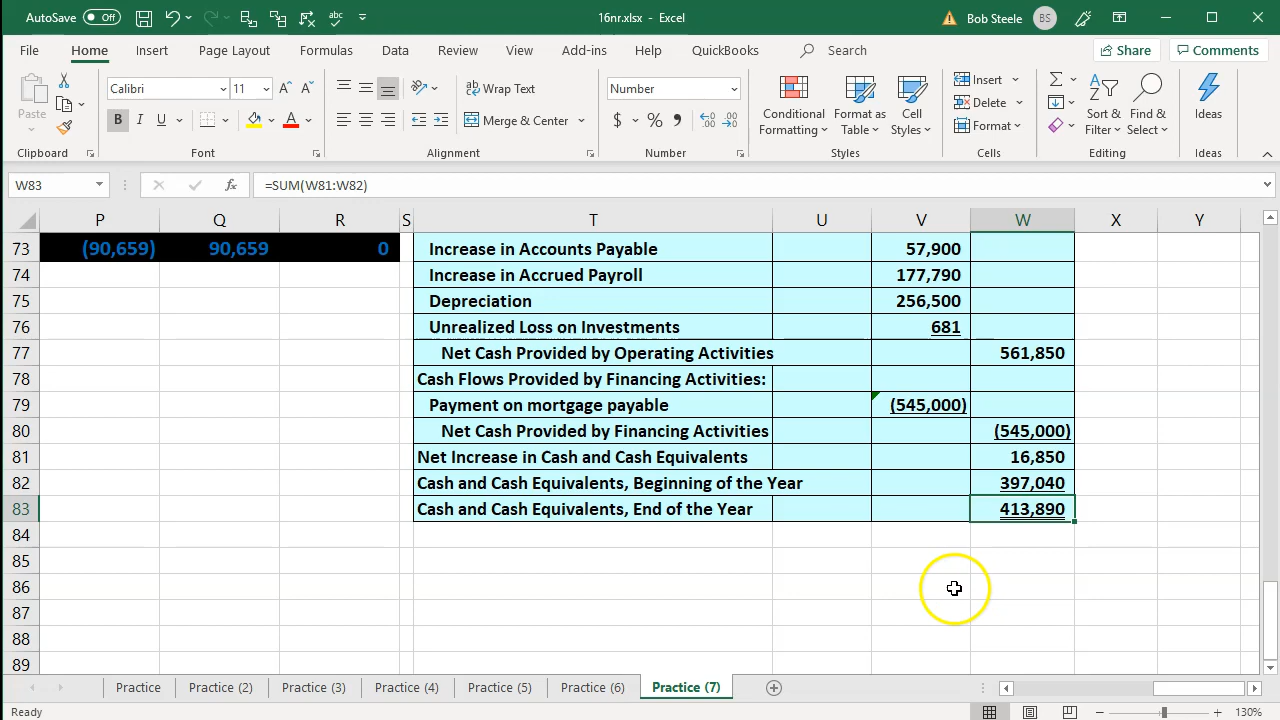 AutoSave Off 16nr.xlsx - Excel Bob Steele BS
File Home Insert Page Layout Formulas Data Review View Add-ins Help QuickBooks Search Share Comments
Paste Calibri 11 Wrap Text Number Conditional Formatting Format as Table Cell Styles Insert Sort & Filter Find & Select Ideas
B I U Merge & Center $ % Delete Format
Clipboard Font Alignment Number Styles Cells Editing Ideas
W83 fx =SUM(W81:W82)
P Q R S T U V W X Y
73 (90,659) 90,659 0 Increase in Accounts Payable 57,900
74 Increase in Accrued Payroll 177,790
75 Depreciation 256,500
76 Unrealized Loss on Investments 681
77 Net Cash Provided by Operating Activities 561,850
78 Cash Flows Provided by Financing Activities:
79 Payment on mortgage payable (545,000)
80 Net Cash Provided by Financing Activities (545,000)
81 Net Increase in Cash and Cash Equivalents 16,850
82 Cash and Cash Equivalents, Beginning of the Year 397,040
83 Cash and Cash Equivalents, End of the Year 413,890
84
85
86
87
88
89
Practice Practice (2) Practice (3) Practice (4) Practice (5) Practice (6) Practice (7)
Ready 130%